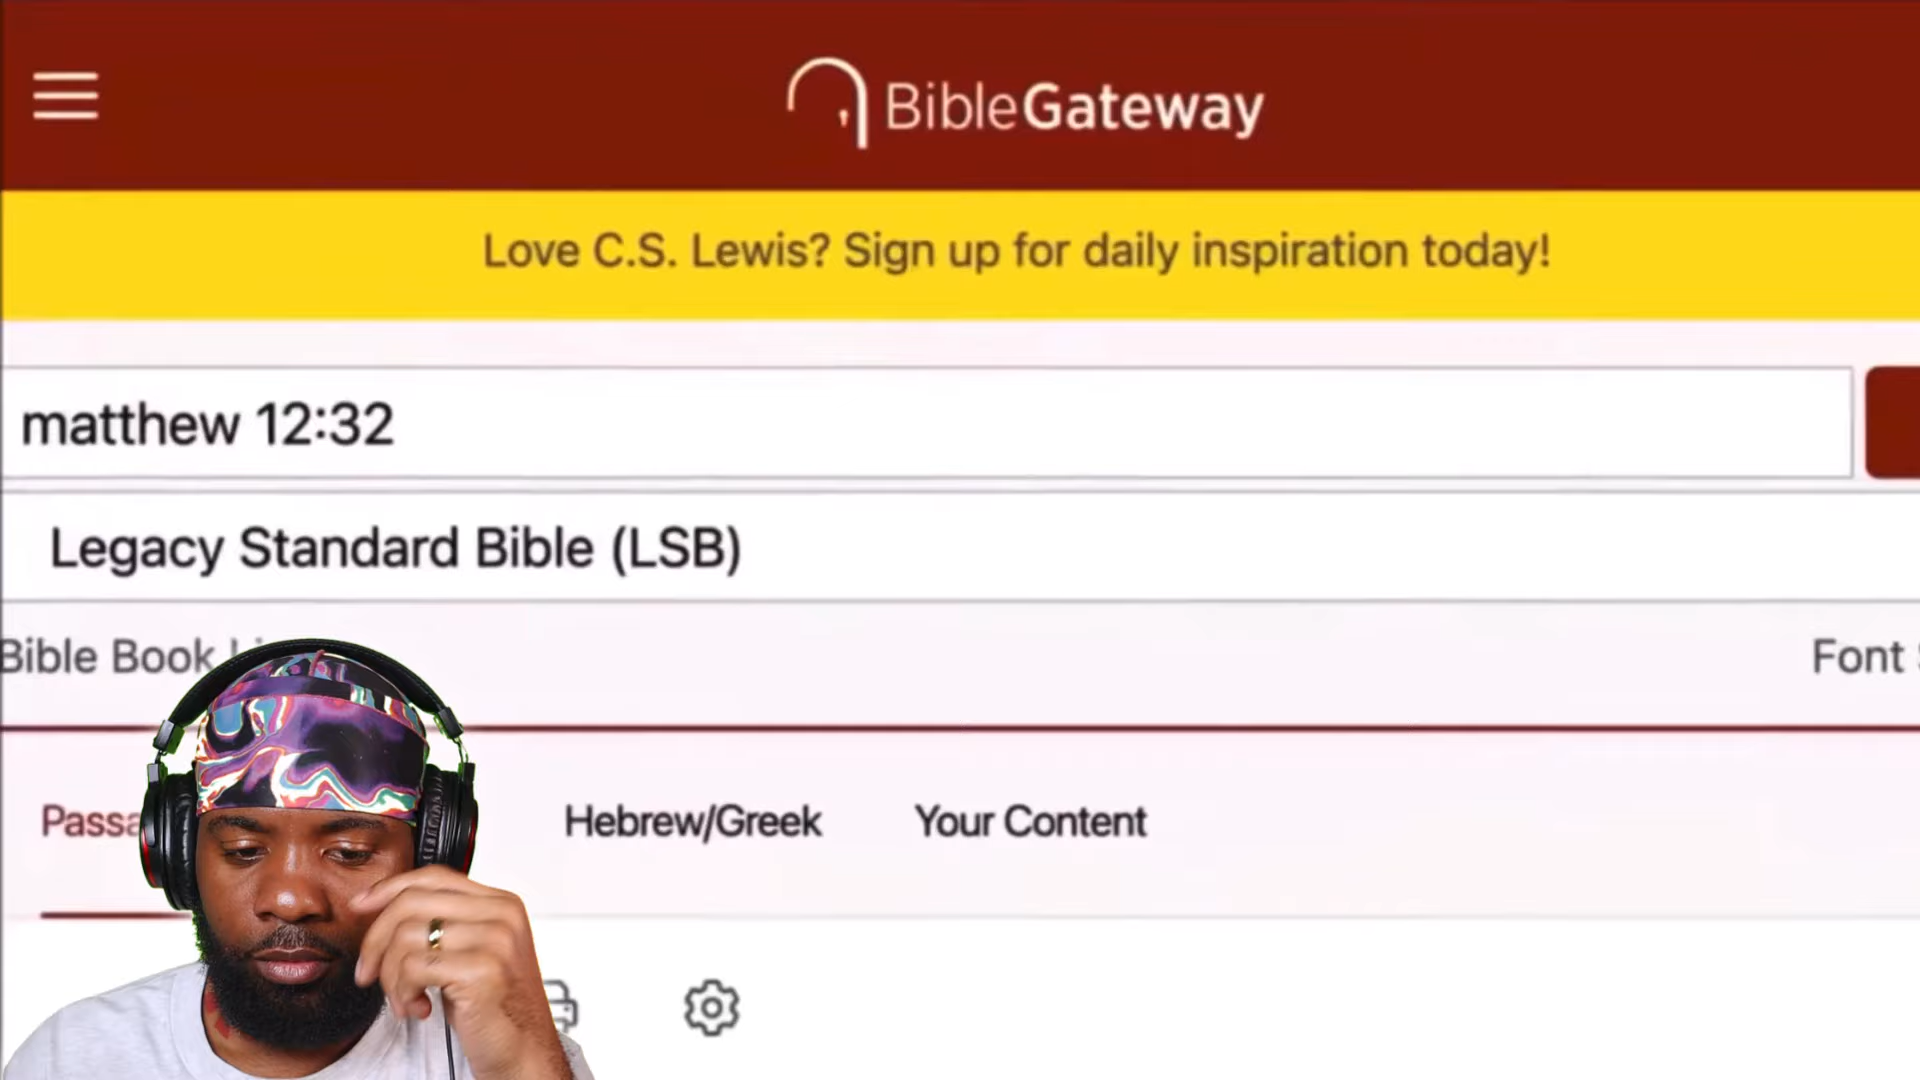 BibleGateway
Love C.S. Lewis? Sign up for daily inspiration today!
matthew 12:32
Legacy Standard Bible (LSB)
Bible Book
Font
Hebrew/Greek
Your Content